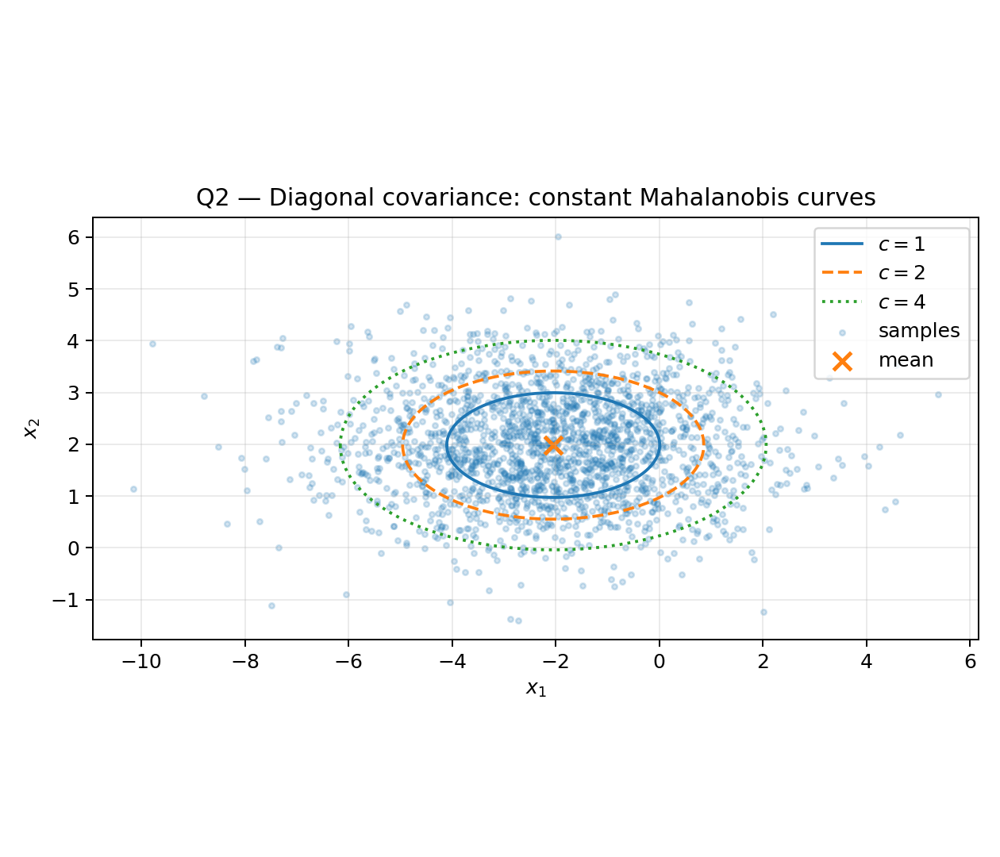 Q2 — Diagonal covariance: constant Mahalanobis curves
6
5
4
3
2
1
0
−1
x₂
c = 1
c = 2
c = 4
samples
mean
−10 −8 −6 −4 −2 0 2 4 6
x₁